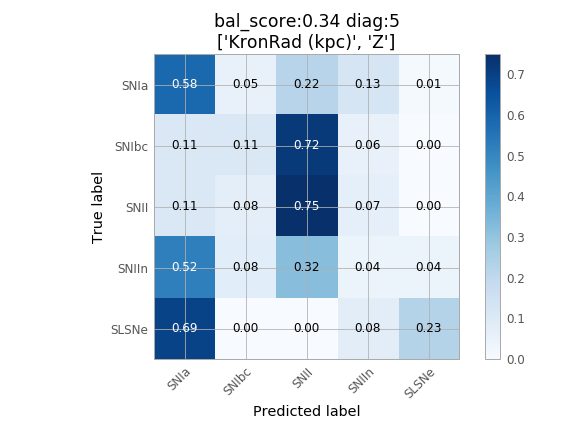 bal_score:0.34 diag:5
['KronRad (kpc)', 'Z']
True label
SNIa 0.58 0.05 0.22 0.13 0.01
SNIbc 0.11 0.11 0.72 0.06 0.00
SNII 0.11 0.08 0.75 0.07 0.00
SNIIn 0.52 0.08 0.32 0.04 0.04
SLSNe 0.69 0.00 0.00 0.08 0.23
SNIa SNIbc SNII SNIIn SLSNe
Predicted label
0.7
0.6
0.5
0.4
0.3
0.2
0.1
0.0